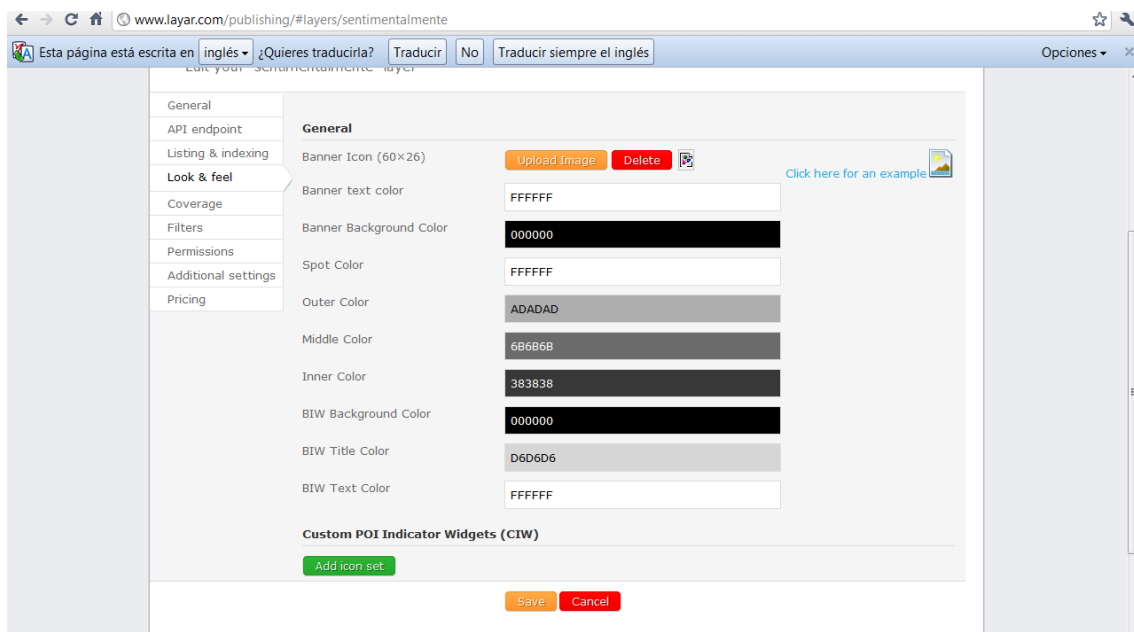 www.layar.com/publishing/#layers/sentimentalmente
Esta página está escrita en inglés ¿Quieres traducirla? Traducir No Traducir siempre el inglés Opciones
Edit your "sentimentalmente" layer
General
API endpoint
Listing & indexing
Look & feel
Coverage
Filters
Permissions
Additional settings
Pricing
General
Banner Icon (60×26) Upload Image Delete Click here for an example
Banner text color FFFFFF
Banner Background Color 000000
Spot Color FFFFFF
Outer Color ADADAD
Middle Color 6B6B6B
Inner Color 383838
BIW Background Color 000000
BIW Title Color D6D6D6
BIW Text Color FFFFFF
Custom POI Indicator Widgets (CIW)
Add icon set
Save Cancel